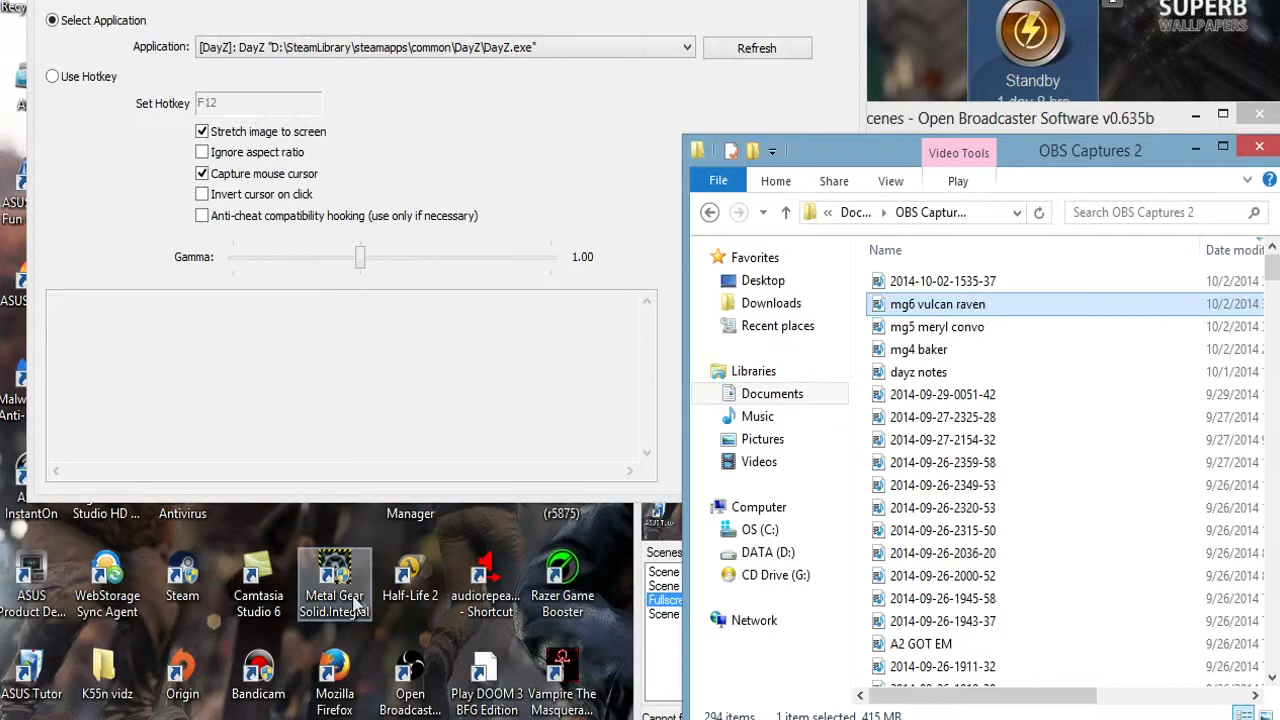 Recy
Select Application
Application:
[DayZ]: DayZ "D:\SteamLibrary\steamapps\common\DayZ\DayZ.exe"
Refresh
Use Hotkey
Set Hotkey
F12
Stretch image to screen
Ignore aspect ratio
Capture mouse cursor
Invert cursor on click
Anti-cheat compatibility hooking (use only if necessary)
Gamma:
1.00
SUPERB
WALLPAPERS
Standby
cenes - Open Broadcaster Software v0.635b
Video Tools
OBS Captures 2
File
Home
Share
View
Play
Doc...
OBS Captur...
Search OBS Captures 2
Favorites
Desktop
Downloads
Recent places
Libraries
Documents
Music
Pictures
Videos
Computer
OS (C:)
DATA (D:)
CD Drive (G:)
Network
Name
Date modif
2014-10-02-1535-37
10/2/2014
mg6 vulcan raven
10/2/2014
mg5 meryl convo
10/2/2014
mg4 baker
10/2/2014
dayz notes
10/1/2014
2014-09-29-0051-42
9/29/2014
2014-09-27-2325-28
9/27/2014
2014-09-27-2154-32
9/27/2014
2014-09-26-2359-58
9/27/2014
2014-09-26-2349-53
9/26/2014
2014-09-26-2320-53
9/26/2014
2014-09-26-2315-50
9/26/2014
2014-09-26-2036-20
9/26/2014
2014-09-26-2000-52
9/26/2014
2014-09-26-1945-58
9/26/2014
2014-09-26-1943-37
9/26/2014
A2 GOT EM
9/26/2014
2014-09-26-1911-32
9/26/2014
294 items
1 item selected 415 MB
ASUS
Fun
ASUS
Malw
Anti-
InstantOn
Studio HD ...
Antivirus
Manager
(r5875)
ASUS
Product De...
WebStorage
Sync Agent
Steam
Camtasia
Studio 6
Metal Gear
Solid.Integral
Half-Life 2
audiorepea...
- Shortcut
Razer Game
Booster
ASUS Tutor
K55n vidz
Origin
Bandicam
Mozilla
Firefox
Open
Broadcast...
Play DOOM 3
BFG Edition
Vampire The
Masquera...
Scenes:
Scene
Scene
Fullscre
Scene